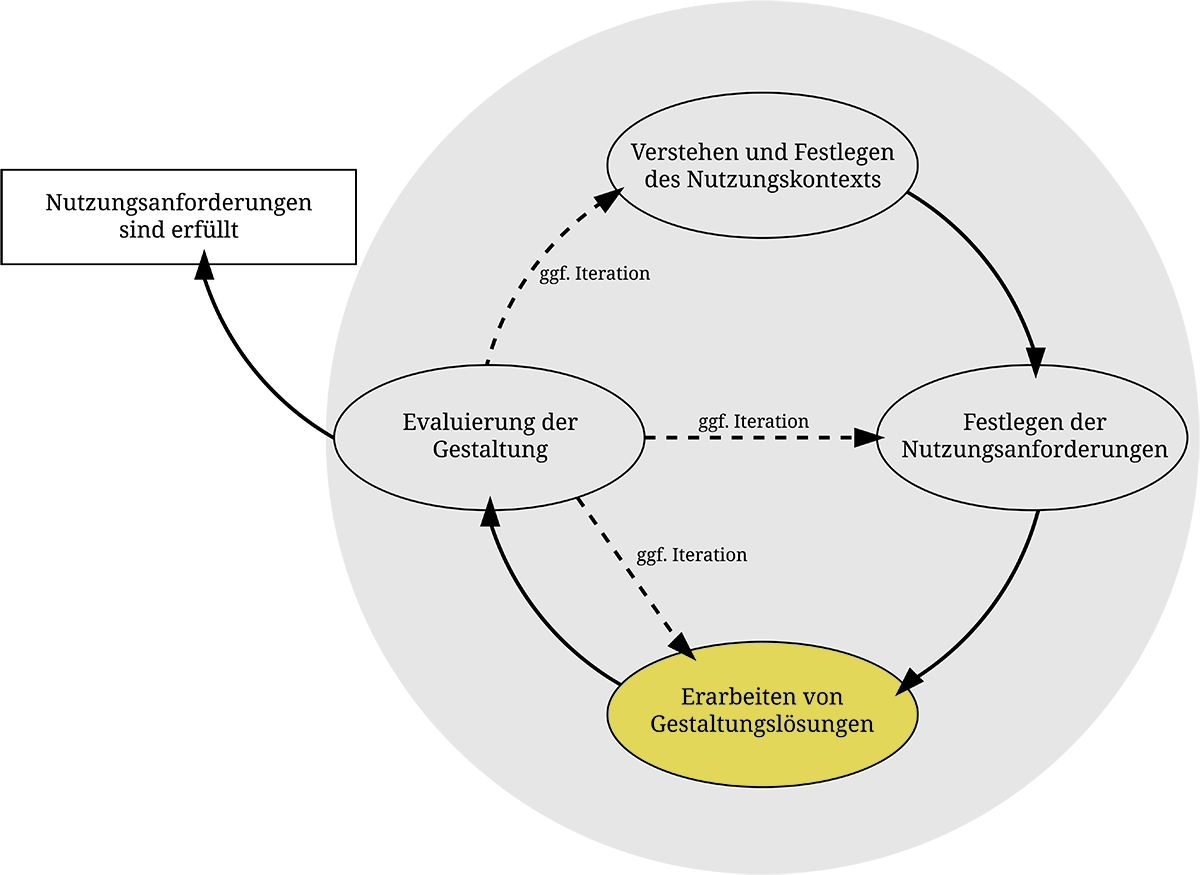 Verstehen und Festlegen
des Nutzungskontexts
Nutzungsanforderungen
sind erfüllt
ggf. Iteration
Evaluierung der
Gestaltung
ggf. Iteration
Festlegen der
Nutzungsanforderungen
ggf. Iteration
Erarbeiten von
Gestaltungslösungen